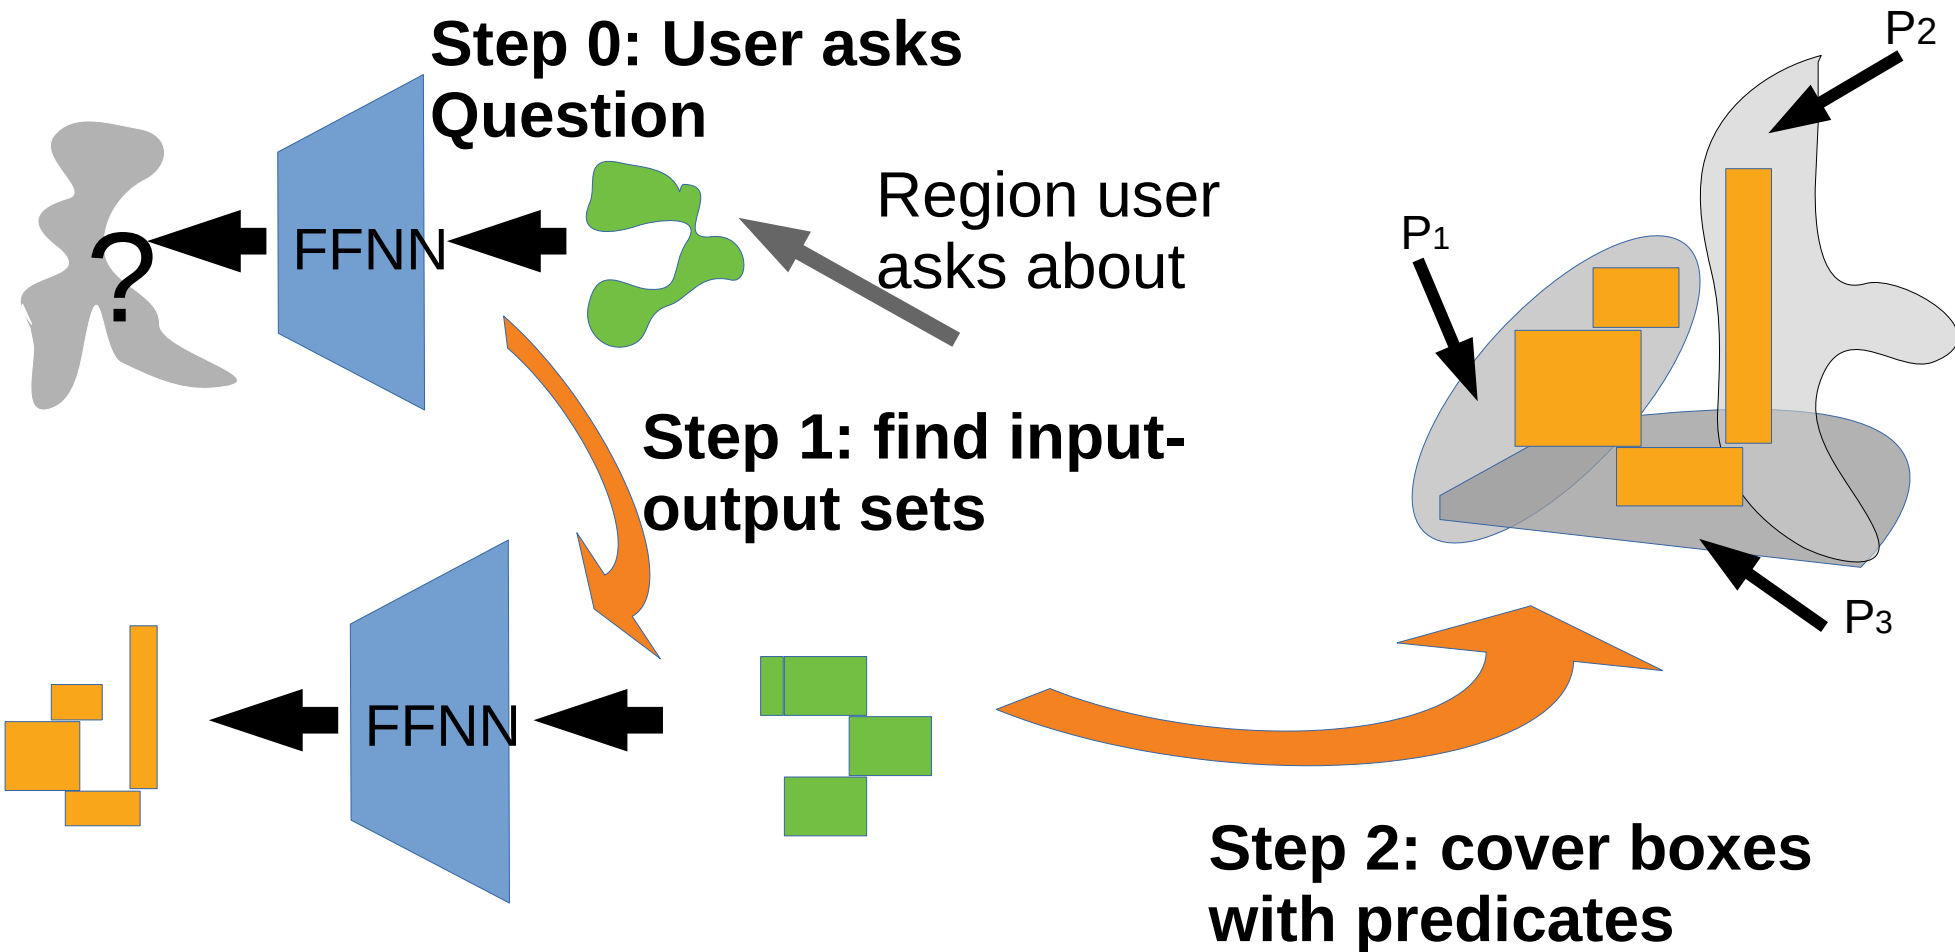 Step 0: User asks
Question
P2
Region user
asks about
P1
FFNN
?
Step 1: find input-
output sets
P3
FFNN
Step 2: cover boxes
with predicates